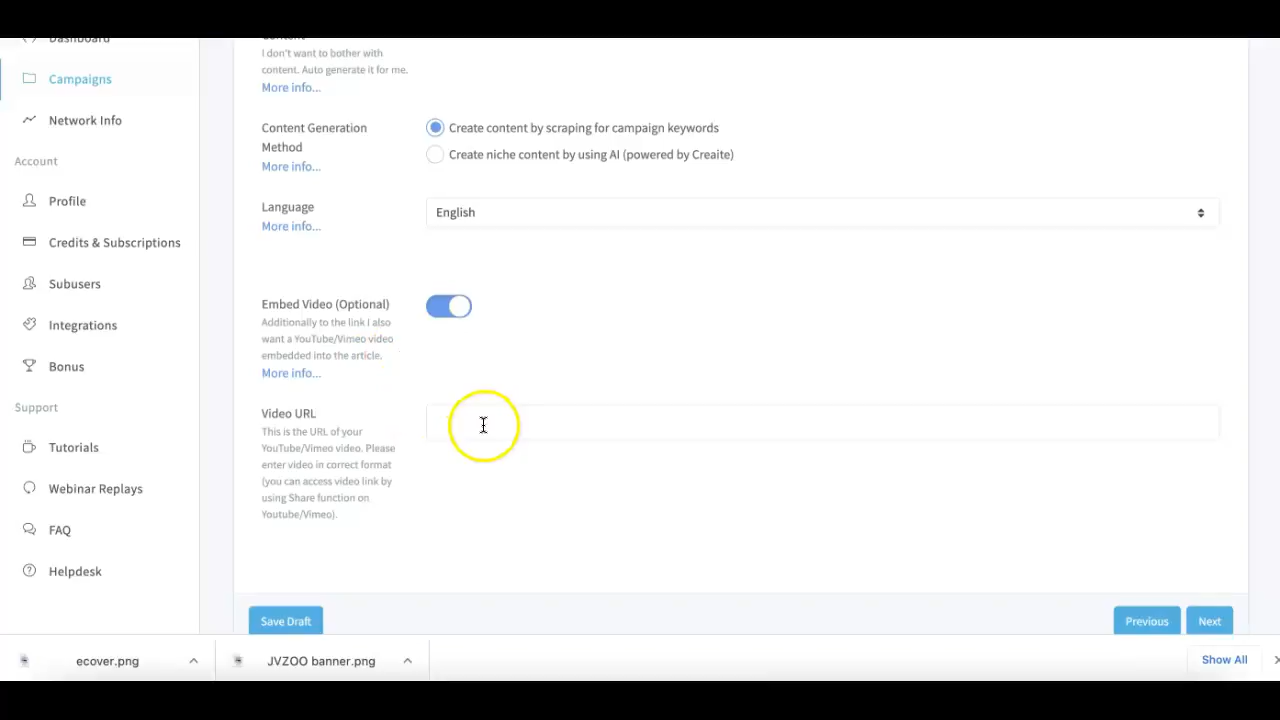 Dashboard
Campaigns
Network Info
Account
Profile
Credits & Subscriptions
Subusers
Integrations
Bonus
Support
Tutorials
Webinar Replays
FAQ
Helpdesk
Content
I don't want to bother with
content. Auto generate it for me.
More info...
Content Generation
Method
More info...
Create content by scraping for campaign keywords
Create niche content by using AI (powered by Creaite)
Language
More info...
English
Embed Video (Optional)
Additionally to the link I also
want a YouTube/Vimeo video
embedded into the article.
More info...
Video URL
This is the URL of your
YouTube/Vimeo video. Please
enter video in correct format
(you can access video link by
using Share function on
Youtube/Vimeo).
Save Draft
Previous
Next
ecover.png
JVZOO banner.png
Show All